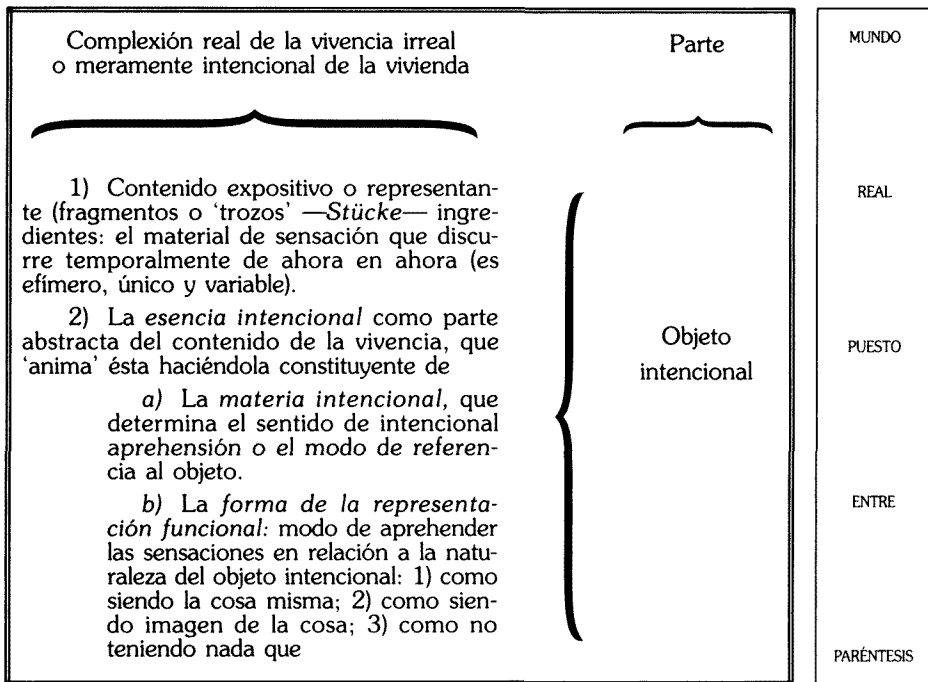 Complexión real de la vivencia irreal
o meramente intencional de la vivienda
Parte
1) Contenido expositivo o representan-
te (fragmentos o ‘trozos’ —Stücke— ingre-
dientes: el material de sensación que discu-
rre temporalmente de ahora en ahora (es
efímero, único y variable).
2) La esencia intencional como parte
abstracta del contenido de la vivencia, que
‘anima’ ésta haciéndola constituyente de
a) La materia intencional, que
determina el sentido de intencional
aprehensión o el modo de referen-
cia al objeto.
b) La forma de la representa-
ción funcional: modo de aprehender
las sensaciones en relación a la natu-
raleza del objeto intencional: 1) como
siendo la cosa misma; 2) como sien-
do imagen de la cosa; 3) como no
teniendo nada que
Objeto
intencional
MUNDO
REAL
PUESTO
ENTRE
PARÉNTESIS